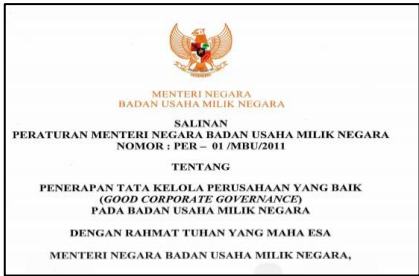 MENTERI NEGARA
BADAN USAHA MILIK NEGARA
SALINAN
PERATURAN MENTERI NEGARA BADAN USAHA MILIK NEGARA
NOMOR : PER – 01 /MBU/2011
TENTANG
PENERAPAN TATA KELOLA PERUSAHAAN YANG BAIK
(GOOD CORPORATE GOVERNANCE)
PADA BADAN USAHA MILIK NEGARA
DENGAN RAHMAT TUHAN YANG MAHA ESA
MENTERI NEGARA BADAN USAHA MILIK NEGARA,